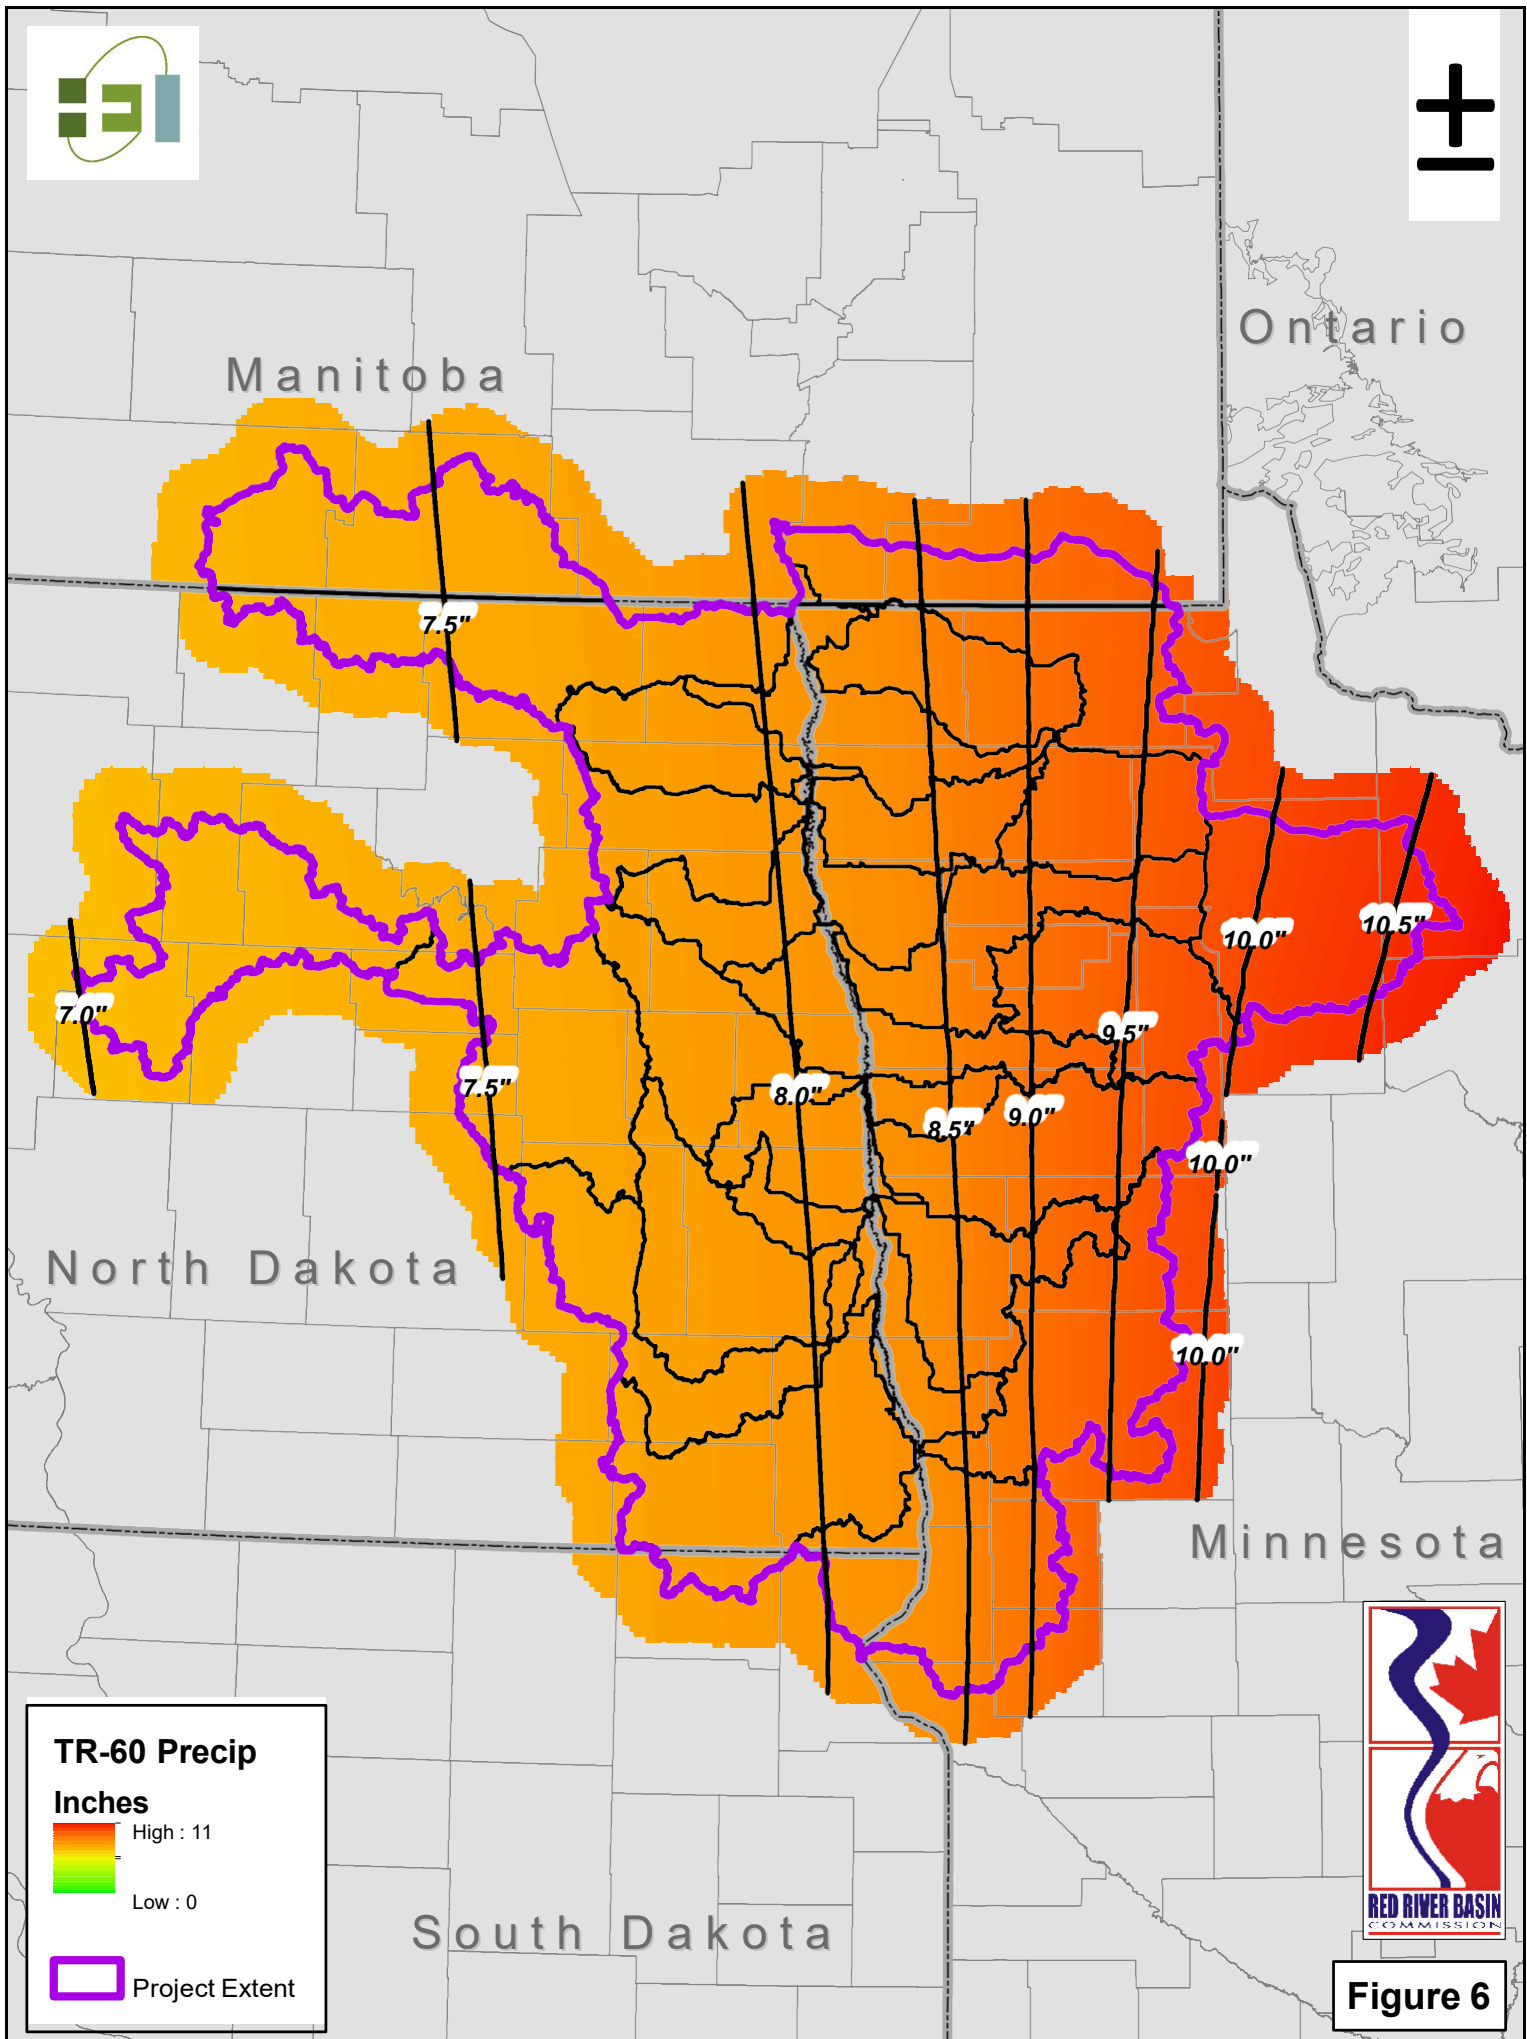 Ontario
Manitoba
7.5"
10.0"
10.5"
7.0"
9.5"
7.5"
8.0"
8.5"
9.0"
10.0"
North Dakota
10.0"
Minnesota
TR-60 Precip
Inches
High : 11
Low : 0
Project Extent
South Dakota
RED RIVER BASIN
COMMISSION
Figure 6